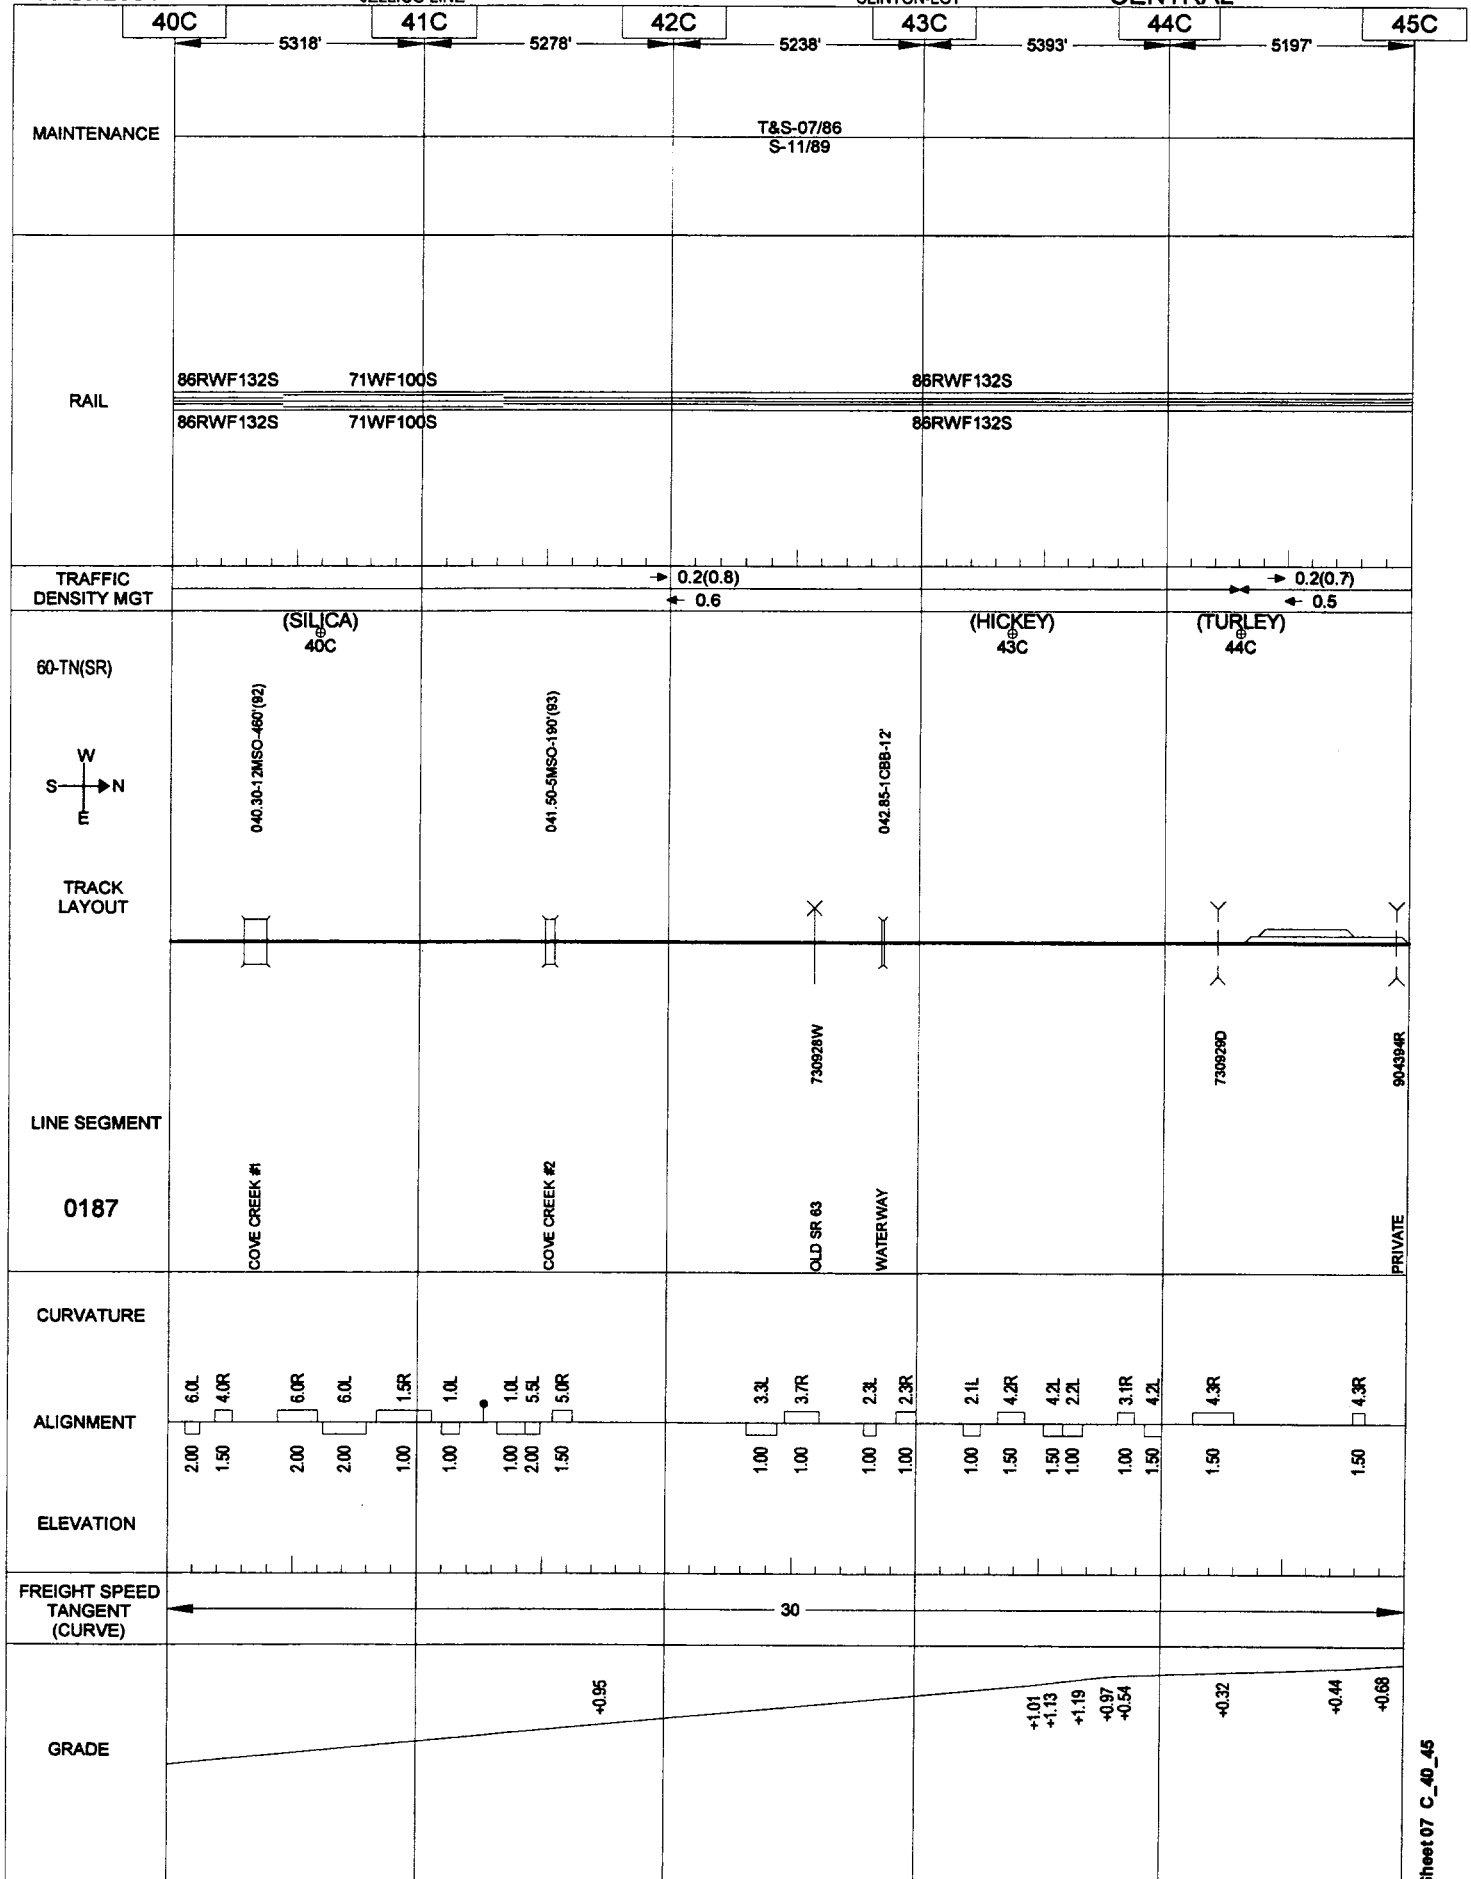 CENTRAL
40C 41C 42C 43C 44C 45C
5318' 5278' 5238' 5393' 5197'
MAINTENANCE
T&S-07/86
S-11/89
86RWF132S 71WF100S 86RWF132S
RAIL
86RWF132S 71WF100S 86RWF132S
TRAFFIC
DENSITY MGT
0.2(0.8) 0.2(0.7)
0.6 0.5
(SILICA) (HICKEY) (TURLEY)
40C 43C 44C
60-TN(SR)
W
S N
E
040.30-12MSO-460'(92)
041.50-5MSO-190'(93)
042.85-1CBB-12'
TRACK
LAYOUT
730928W
730929D
904394R
LINE SEGMENT
0187
COVE CREEK #1
COVE CREEK #2
OLD SR 63
WATERWAY
PRIVATE
CURVATURE
6.0L 4.0R 6.0R 6.0L 1.5R 1.0L 1.0L 5.5L 5.0R 3.3L 3.7R 2.3L 2.3R 2.1L 4.2R 4.2L 2.2L 3.1R 4.2L 4.3R 4.3R
ALIGNMENT
2.00 1.50 2.00 2.00 1.00 1.00 1.00 2.00 1.50 1.00 1.00 1.00 1.00 1.00 1.50 1.50 1.00 1.00 1.50 1.50 1.50
ELEVATION
FREIGHT SPEED
TANGENT
(CURVE)
30
+0.95 +1.01 +1.13 +1.19 +0.97 +0.54 +0.32 +0.44 +0.68
GRADE
Sheet 07 C_40_45